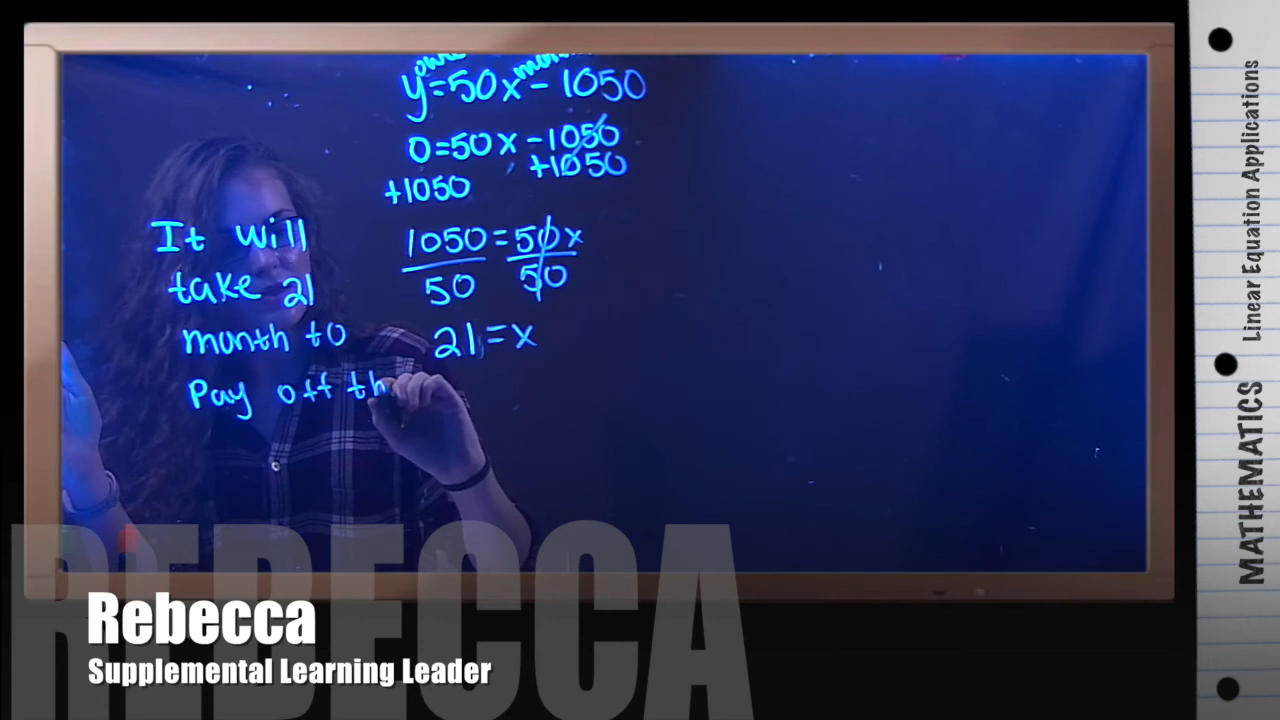 y=50x-1050
0=50x-1050
+1050
+1050
1050=50x
50 50
21=x
It will
take 21
month to
Pay off th
REBECCA
Rebecca
Supplemental Learning Leader
MATHEMATICS Linear Equation Applications